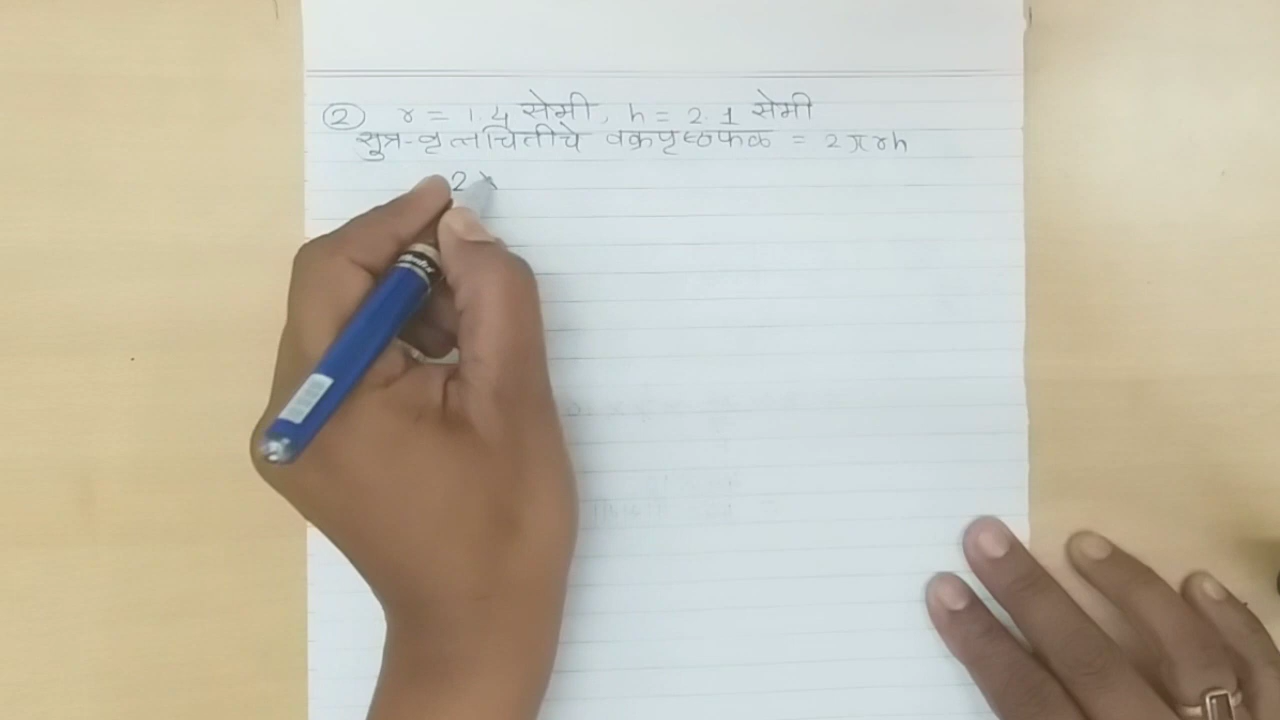 ② r = 1.4 सेमी, h = 2.1 सेमी
सुत्र-वृत्तचितीचे वक्रपृष्ठफळ = 2πrh
2 ×